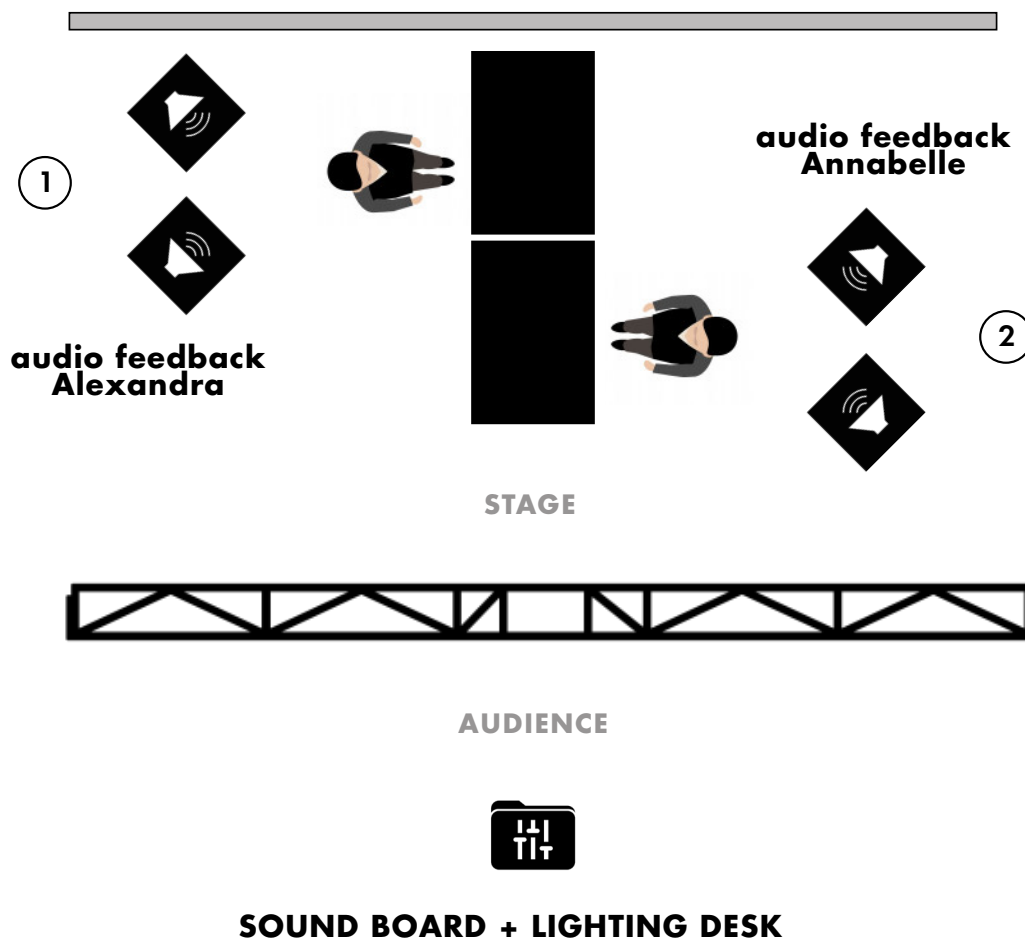 audio feedback
Annabelle
1
audio feedback
Alexandra
2
STAGE
AUDIENCE
SOUND BOARD + LIGHTING DESK